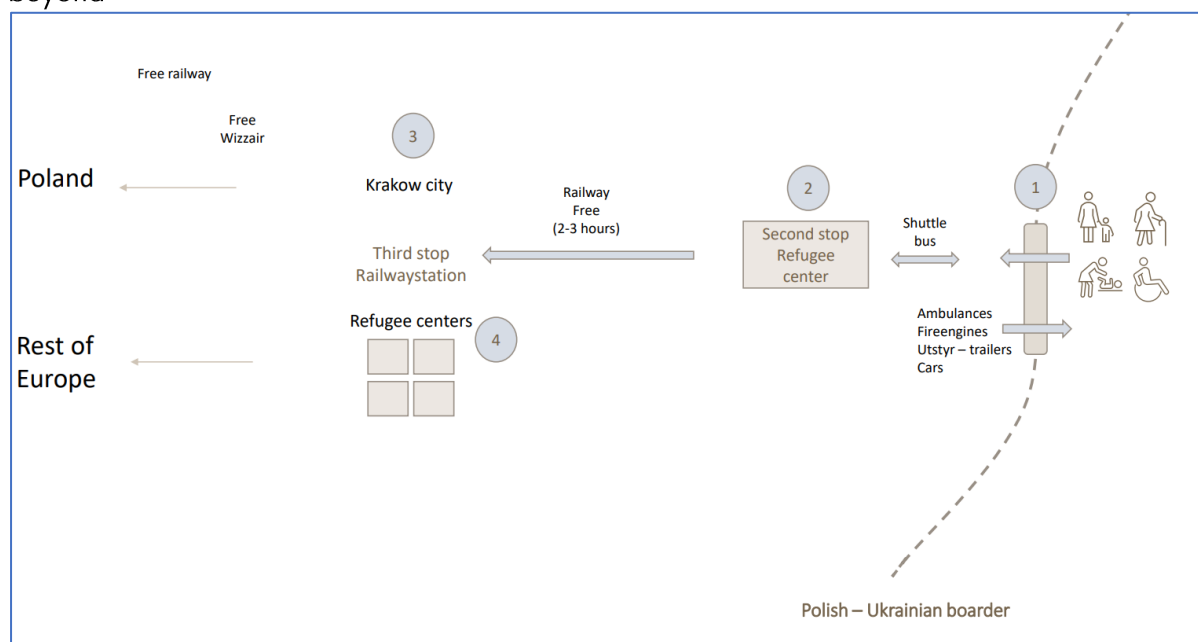 beyond
Free railway
Free
Wizzair
3
Krakow city
Poland
Third stop
Railwaystation
Refugee centers
4
Rest of
Europe
Railway
Free
(2-3 hours)
2
Second stop
Refugee
center
Shuttle
bus
1
Ambulances
Fireengines
Utstyr – trailers
Cars
Polish – Ukrainian boarder